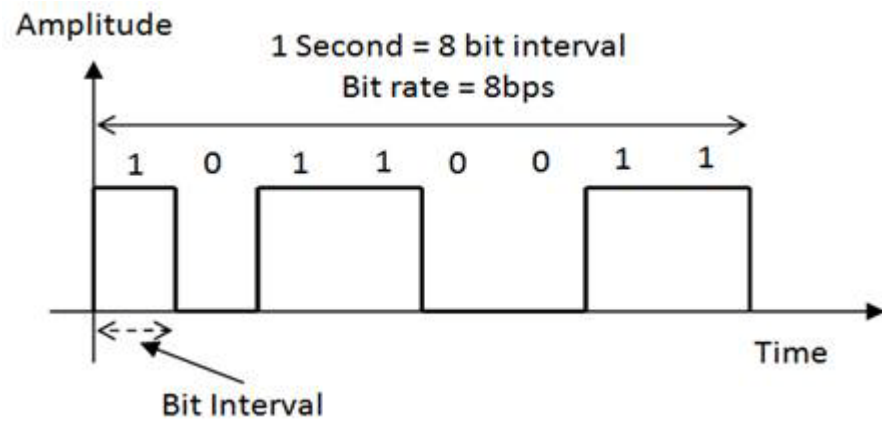 Amplitude
1 Second = 8 bit interval
Bit rate = 8bps
1 0 1 1 0 0 1 1
Time
Bit Interval